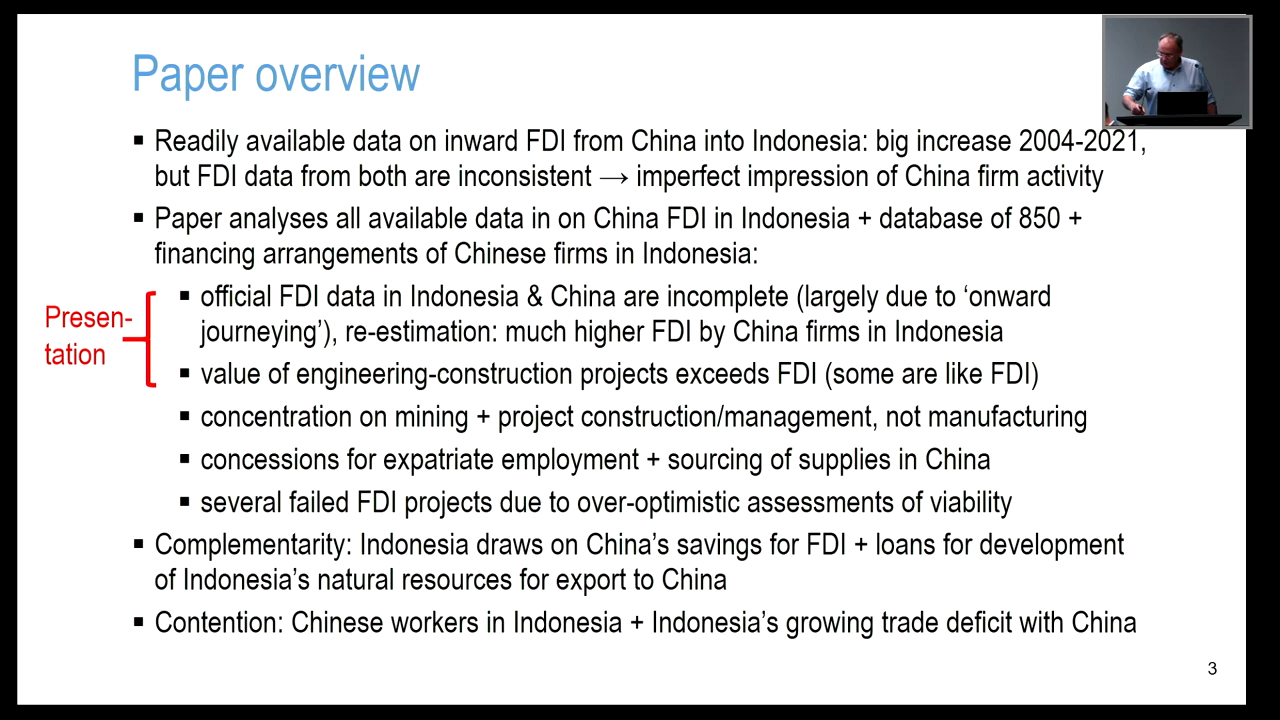 Paper overview
▪ Readily available data on inward FDI from China into Indonesia: big increase 2004-2021,
but FDI data from both are inconsistent → imperfect impression of China firm activity
▪ Paper analyses all available data in on China FDI in Indonesia + database of 850 +
financing arrangements of Chinese firms in Indonesia:
▪ official FDI data in Indonesia & China are incomplete (largely due to ‘onward
journeying’), re-estimation: much higher FDI by China firms in Indonesia
Presen-
tation
▪ value of engineering-construction projects exceeds FDI (some are like FDI)
▪ concentration on mining + project construction/management, not manufacturing
▪ concessions for expatriate employment + sourcing of supplies in China
▪ several failed FDI projects due to over-optimistic assessments of viability
▪ Complementarity: Indonesia draws on China’s savings for FDI + loans for development
of Indonesia’s natural resources for export to China
▪ Contention: Chinese workers in Indonesia + Indonesia’s growing trade deficit with China
3